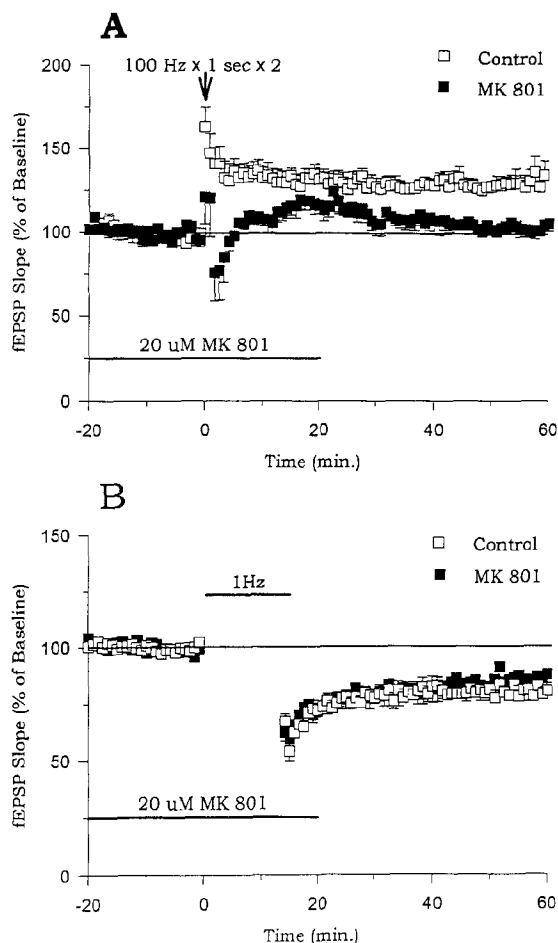 A
100 Hz x 1 sec x 2
Control
MK 801
200
150
100
50
0
fEPSP Slope (% of Baseline)
20 uM MK 801
-20
0
20
40
60
Time (min.)
B
Control
MK 801
1Hz
150
100
50
0
fEPSP Slope (% of Baseline)
20 uM MK 801
-20
0
20
40
60
Time (min.)